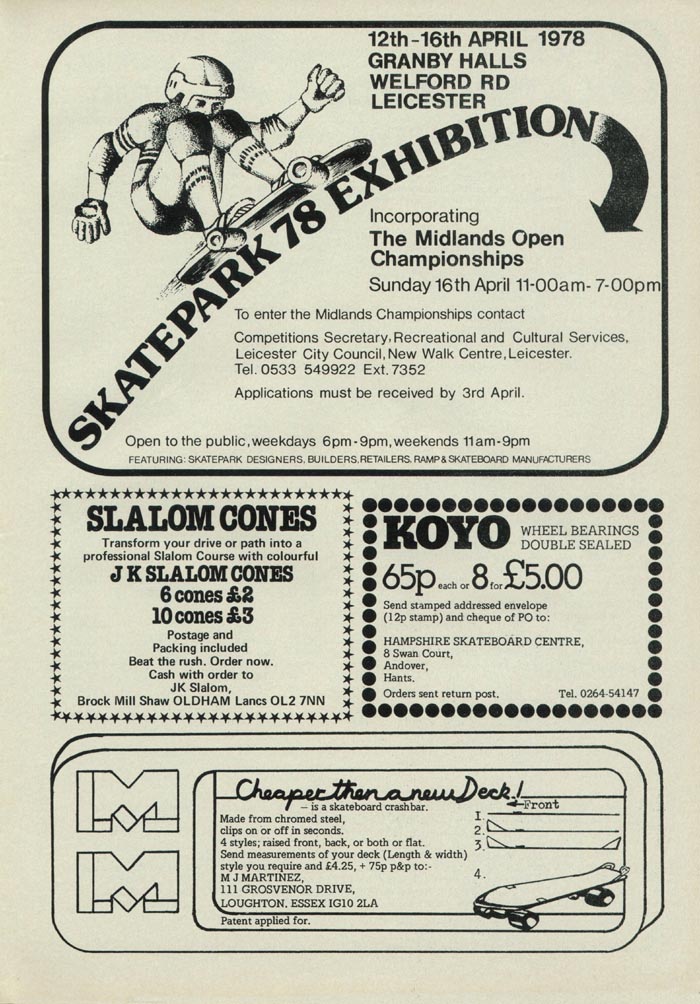 12th-16th APRIL 1978
GRANBY HALLS
WELFORD RD
LEICESTER
SKATEPARK 78 EXHIBITION
Incorporating
The Midlands Open
Championships
Sunday 16th April 11-00am- 7-00pm
To enter the Midlands Championships contact
Competitions Secretary, Recreational and Cultural Services,
Leicester City Council, New Walk Centre, Leicester.
Tel. 0533 549922 Ext. 7352
Applications must be received by 3rd April.
Open to the public, weekdays 6pm-9pm, weekends 11am-9pm
FEATURING: SKATEPARK DESIGNERS, BUILDERS, RETAILERS, RAMP & SKATEBOARD MANUFACTURERS
SLALOM CONES
Transform your drive or path into a
professional Slalom Course with colourful
J K SLALOM CONES
6 cones £2
10 cones £3
Postage and
Packing included
Beat the rush. Order now.
Cash with order to
JK Slalom,
Brock Mill Shaw OLDHAM Lancs OL2 7NN
KOYO WHEEL BEARINGS
DOUBLE SEALED
65p each or 8 for £5.00
Send stamped addressed envelope
(12p stamp) and cheque of PO to:
HAMPSHIRE SKATEBOARD CENTRE,
8 Swan Court,
Andover,
Hants.
Orders sent return post. Tel. 0264-54147
Cheaper then a new Deck!
– is a skateboard crashbar.
Made from chromed steel,
clips on or off in seconds.
4 styles; raised front, back, or both or flat.
Send measurements of your deck (Length & width)
style you require and £4.25, + 75p p&p to:-
M J MARTINEZ,
111 GROSVENOR DRIVE,
LOUGHTON, ESSEX IG10 2LA
Patent applied for.
Front
1.
2.
3.
4.